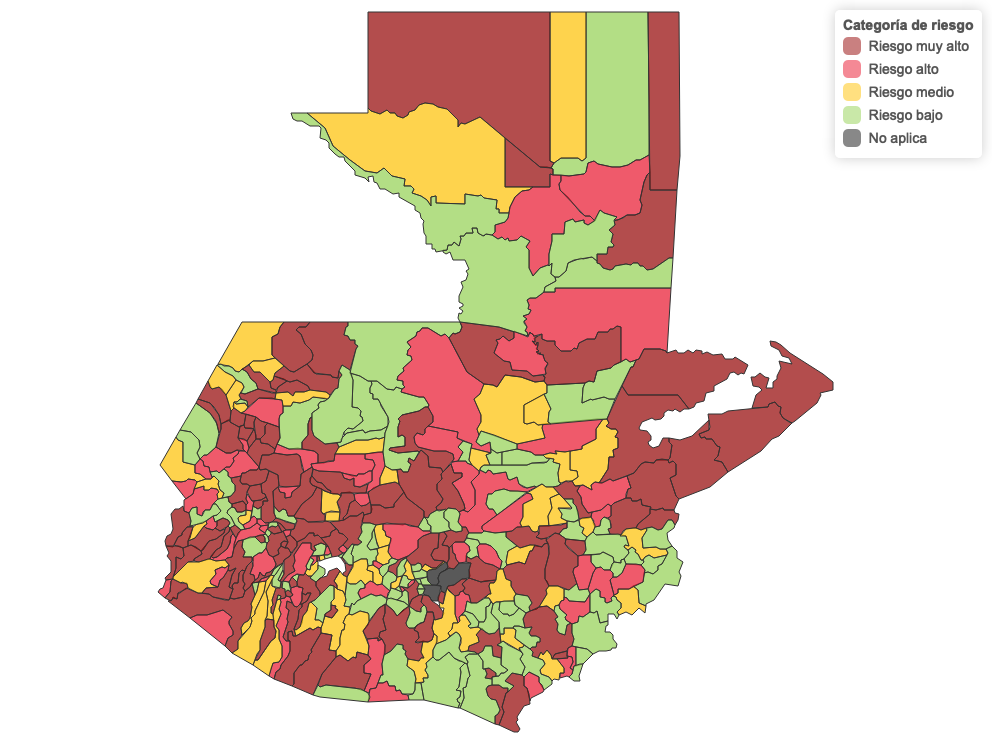 Categoría de riesgo
Riesgo muy alto
Riesgo alto
Riesgo medio
Riesgo bajo
No aplica